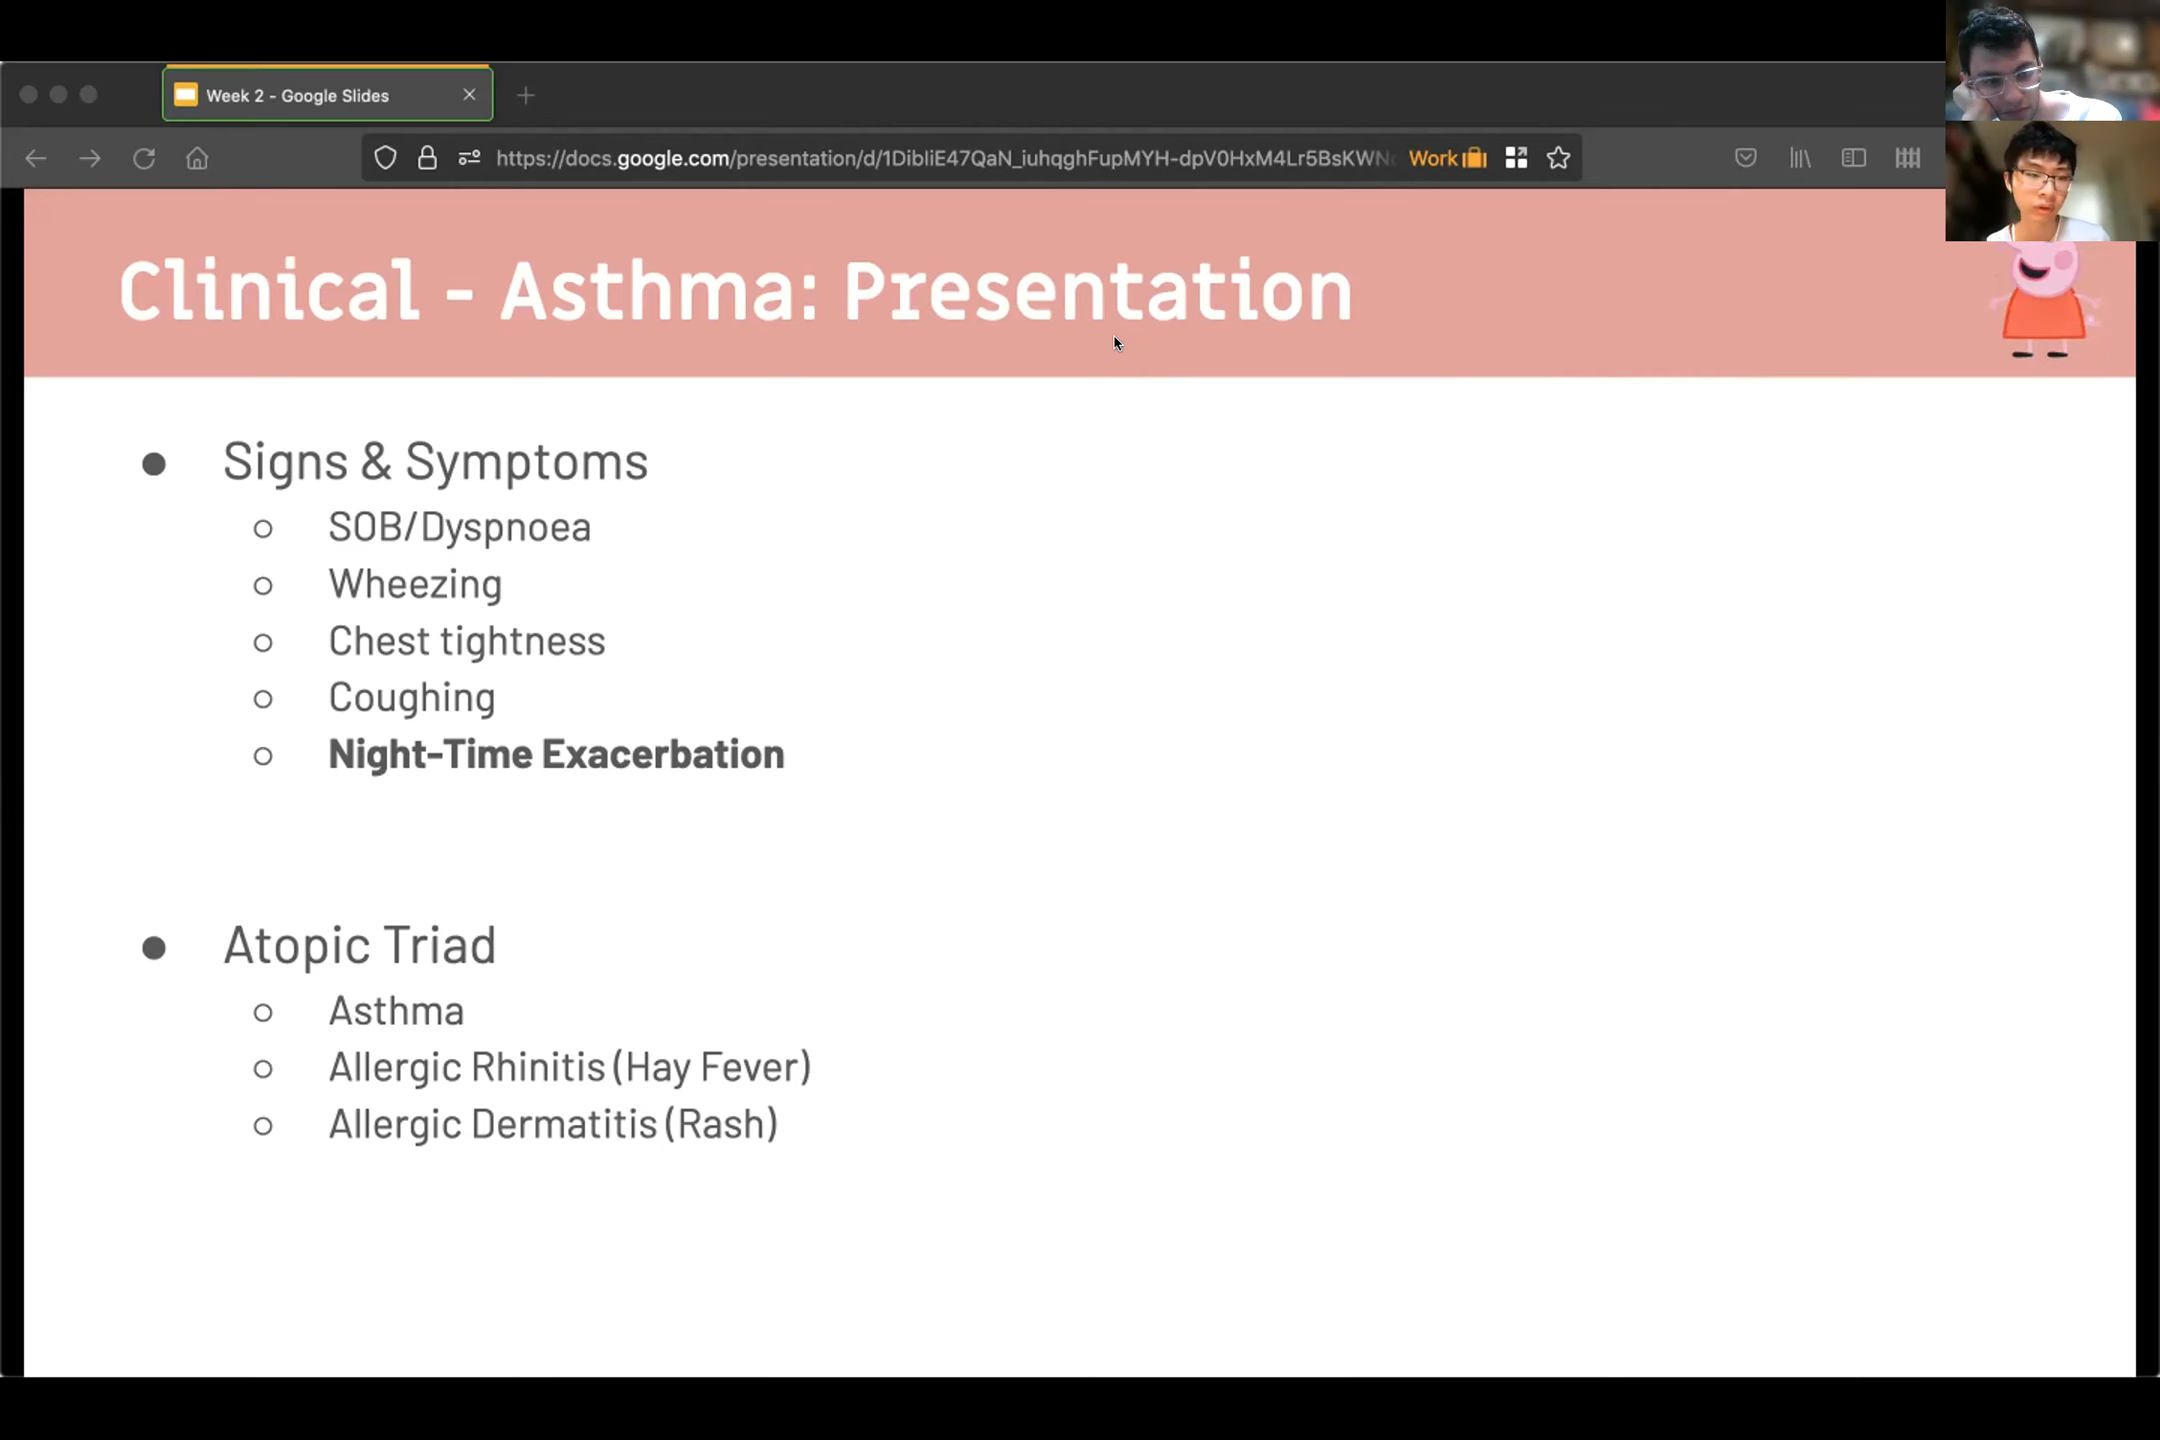 Week 2 - Google Slides
https://docs.google.com/presentation/d/1DibliE47QaN_iuhqghFupMYH-dpV0HxM4Lr5BsKWN
Work
Clinical - Asthma: Presentation
Signs & Symptoms
SOB/Dyspnoea
Wheezing
Chest tightness
Coughing
Night-Time Exacerbation
Atopic Triad
Asthma
Allergic Rhinitis (Hay Fever)
Allergic Dermatitis (Rash)